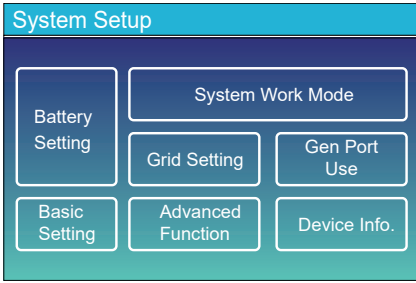 System Setup
Battery
Setting
System Work Mode
Grid Setting
Gen Port
Use
Basic
Setting
Advanced
Function
Device Info.